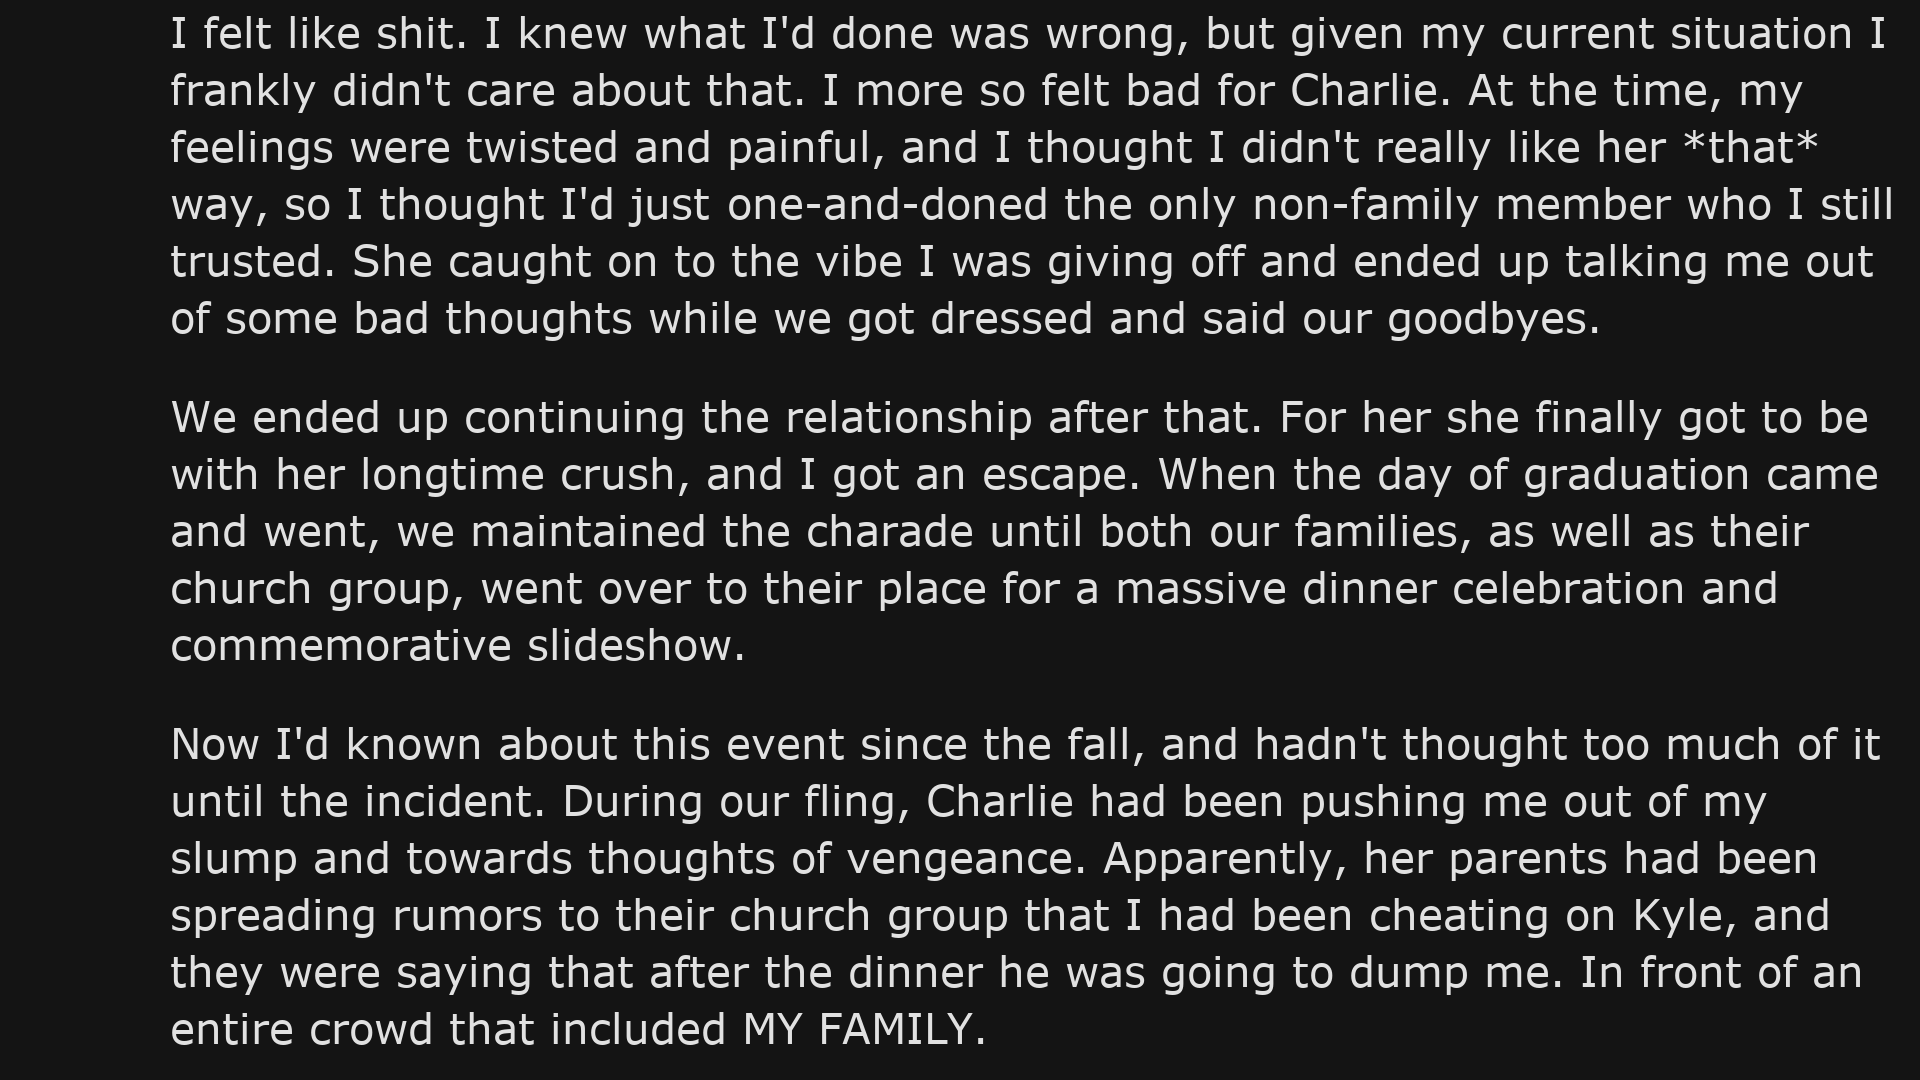 I felt like shit. I knew what I'd done was wrong, but given my current situation I
frankly didn't care about that. I more so felt bad for Charlie. At the time, my
feelings were twisted and painful, and I thought I didn't really like her *that*
way, so I thought I'd just one-and-doned the only non-family member who I still
trusted. She caught on to the vibe I was giving off and ended up talking me out
of some bad thoughts while we got dressed and said our goodbyes.
We ended up continuing the relationship after that. For her she finally got to be
with her longtime crush, and I got an escape. When the day of graduation came
and went, we maintained the charade until both our families, as well as their
church group, went over to their place for a massive dinner celebration and
commemorative slideshow.
Now I'd known about this event since the fall, and hadn't thought too much of it
until the incident. During our fling, Charlie had been pushing me out of my
slump and towards thoughts of vengeance. Apparently, her parents had been
spreading rumors to their church group that I had been cheating on Kyle, and
they were saying that after the dinner he was going to dump me. In front of an
entire crowd that included MY FAMILY.